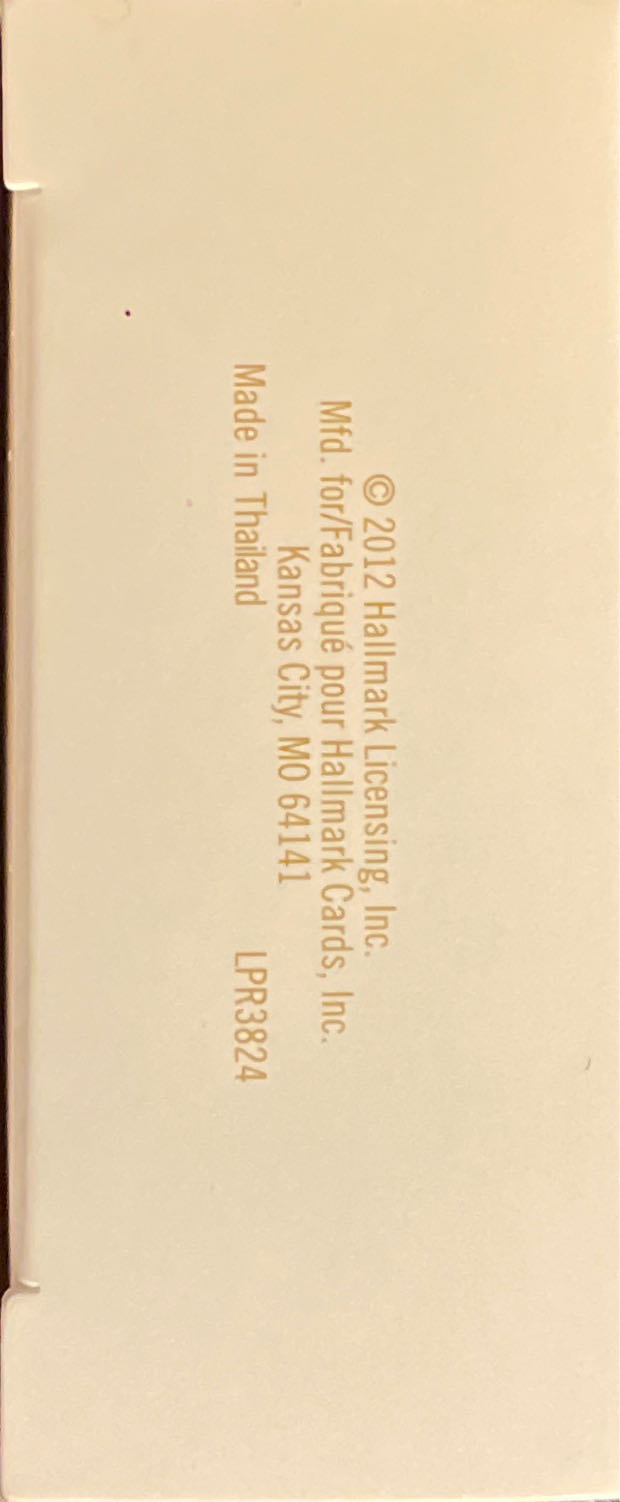 © 2012 Hallmark Licensing, Inc.
Mfd. for/Fabriqué pour Hallmark Cards, Inc.
Kansas City, MO 64141
Made in Thailand LPR3824